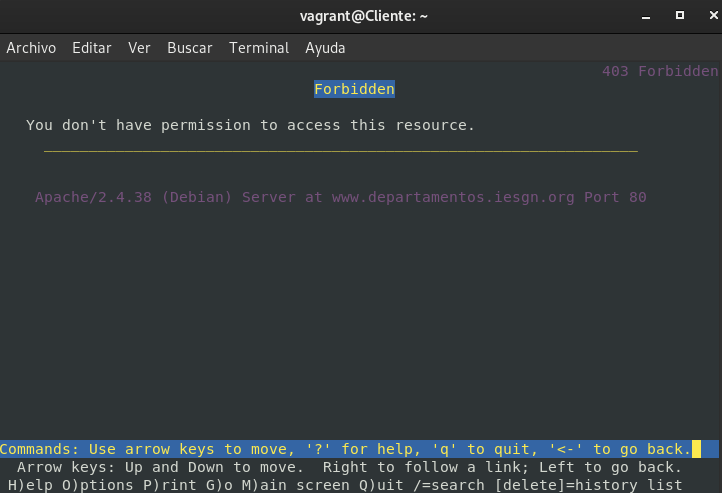 vagrant@Cliente: ~
Archivo Editar Ver Buscar Terminal Ayuda
403 Forbidden
Forbidden
You don't have permission to access this resource.
Apache/2.4.38 (Debian) Server at www.departamentos.iesgn.org Port 80
Commands: Use arrow keys to move, '?' for help, 'q' to quit, '<-' to go back.
Arrow keys: Up and Down to move.  Right to follow a link; Left to go back.
H)elp O)ptions P)rint G)o M)ain screen Q)uit /=search [delete]=history list